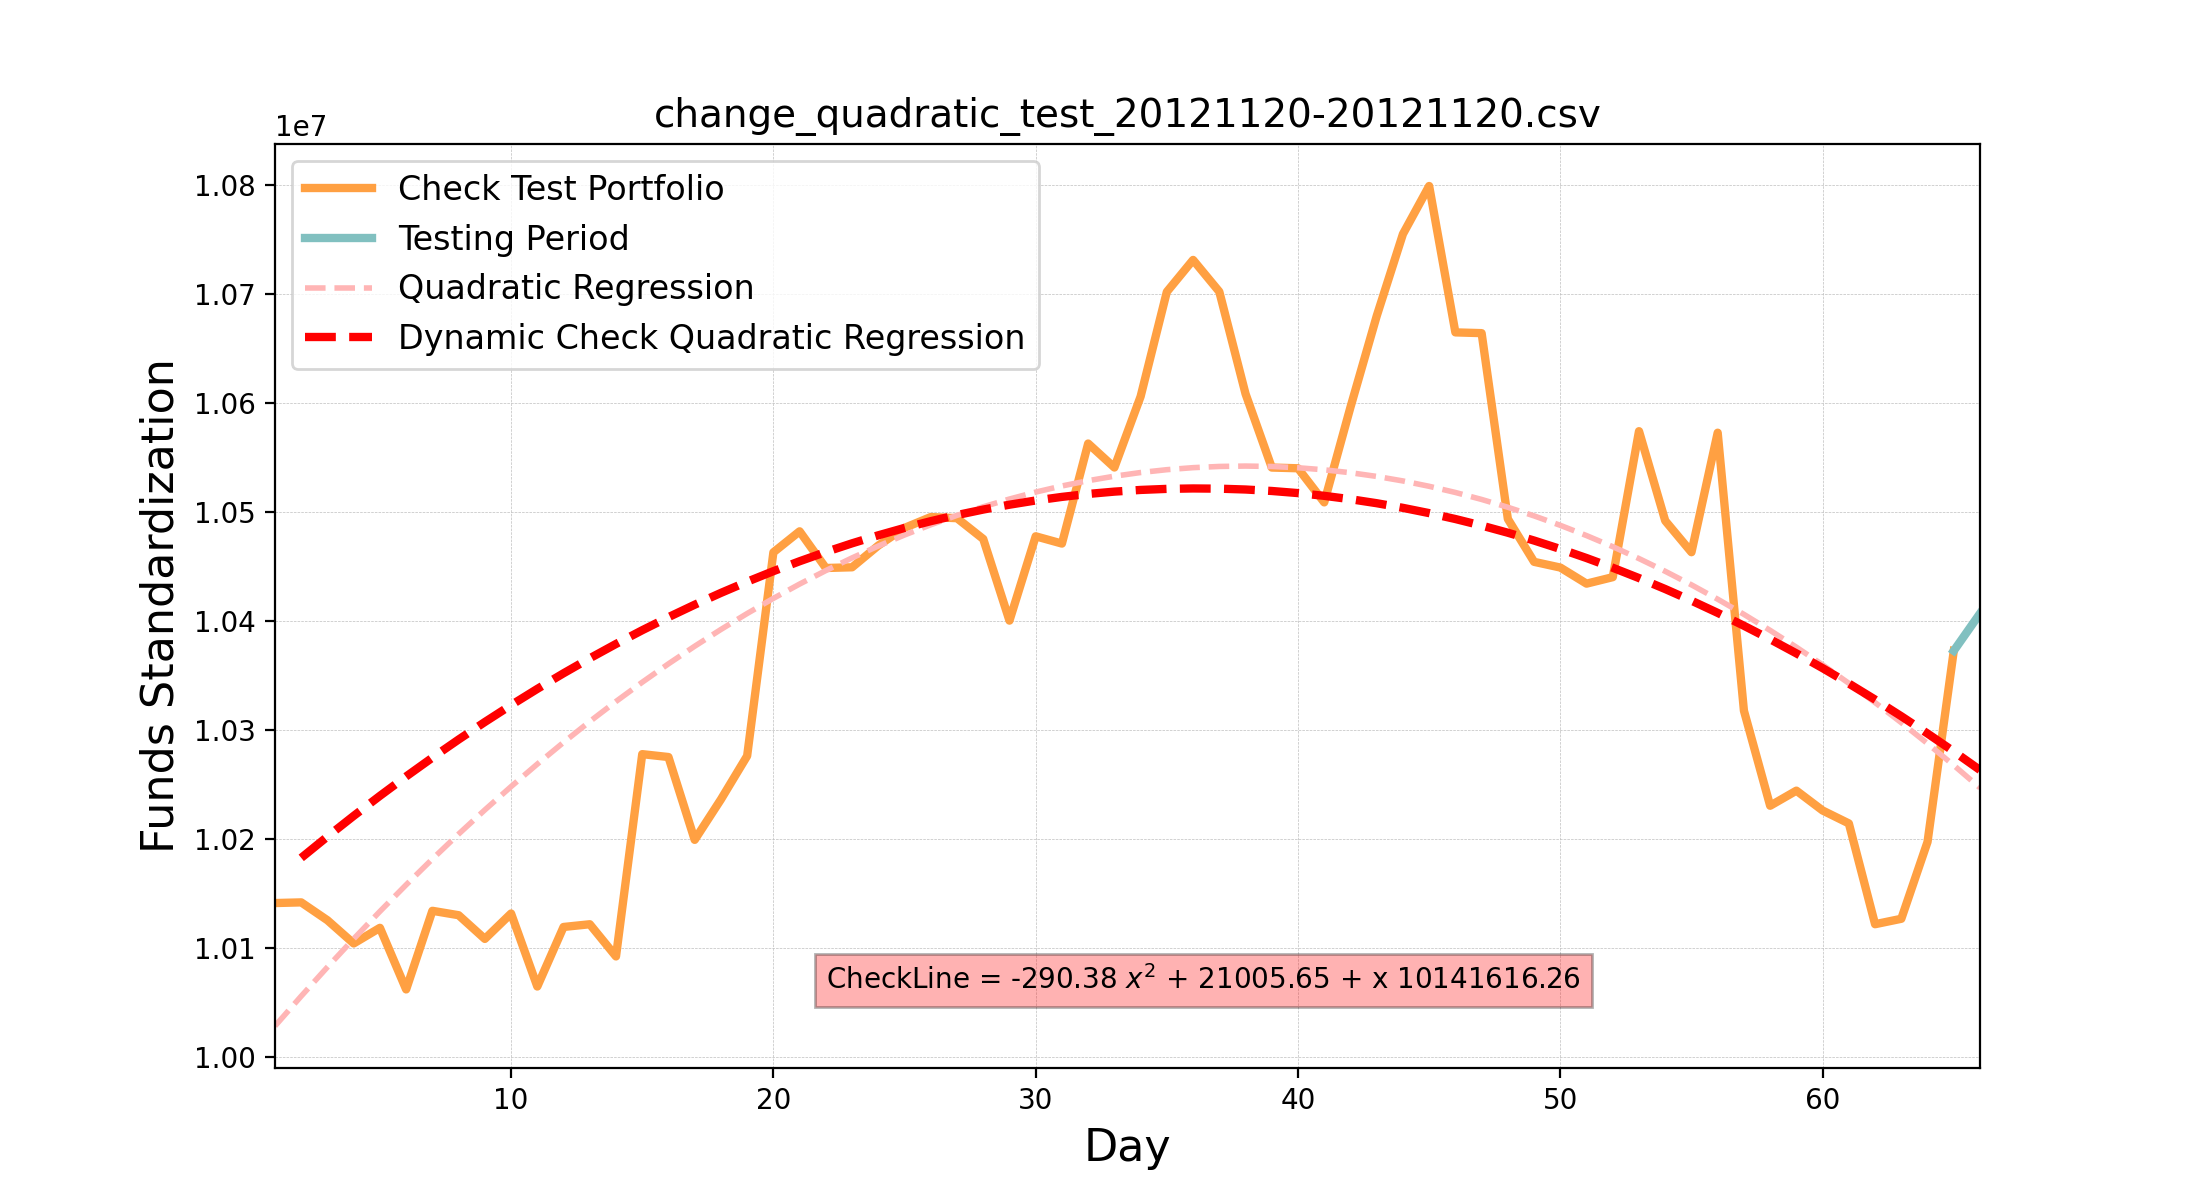 change_quadratic_test_20121120-20121120.csv
1e7
Check Test Portfolio
Testing Period
Quadratic Regression
Dynamic Check Quadratic Regression
1.08
1.07
1.06
1.05
1.04
1.03
1.02
1.01
1.00
Funds Standardization
CheckLine = -290.38 x² + 21005.65 + x 10141616.26
10 20 30 40 50 60
Day